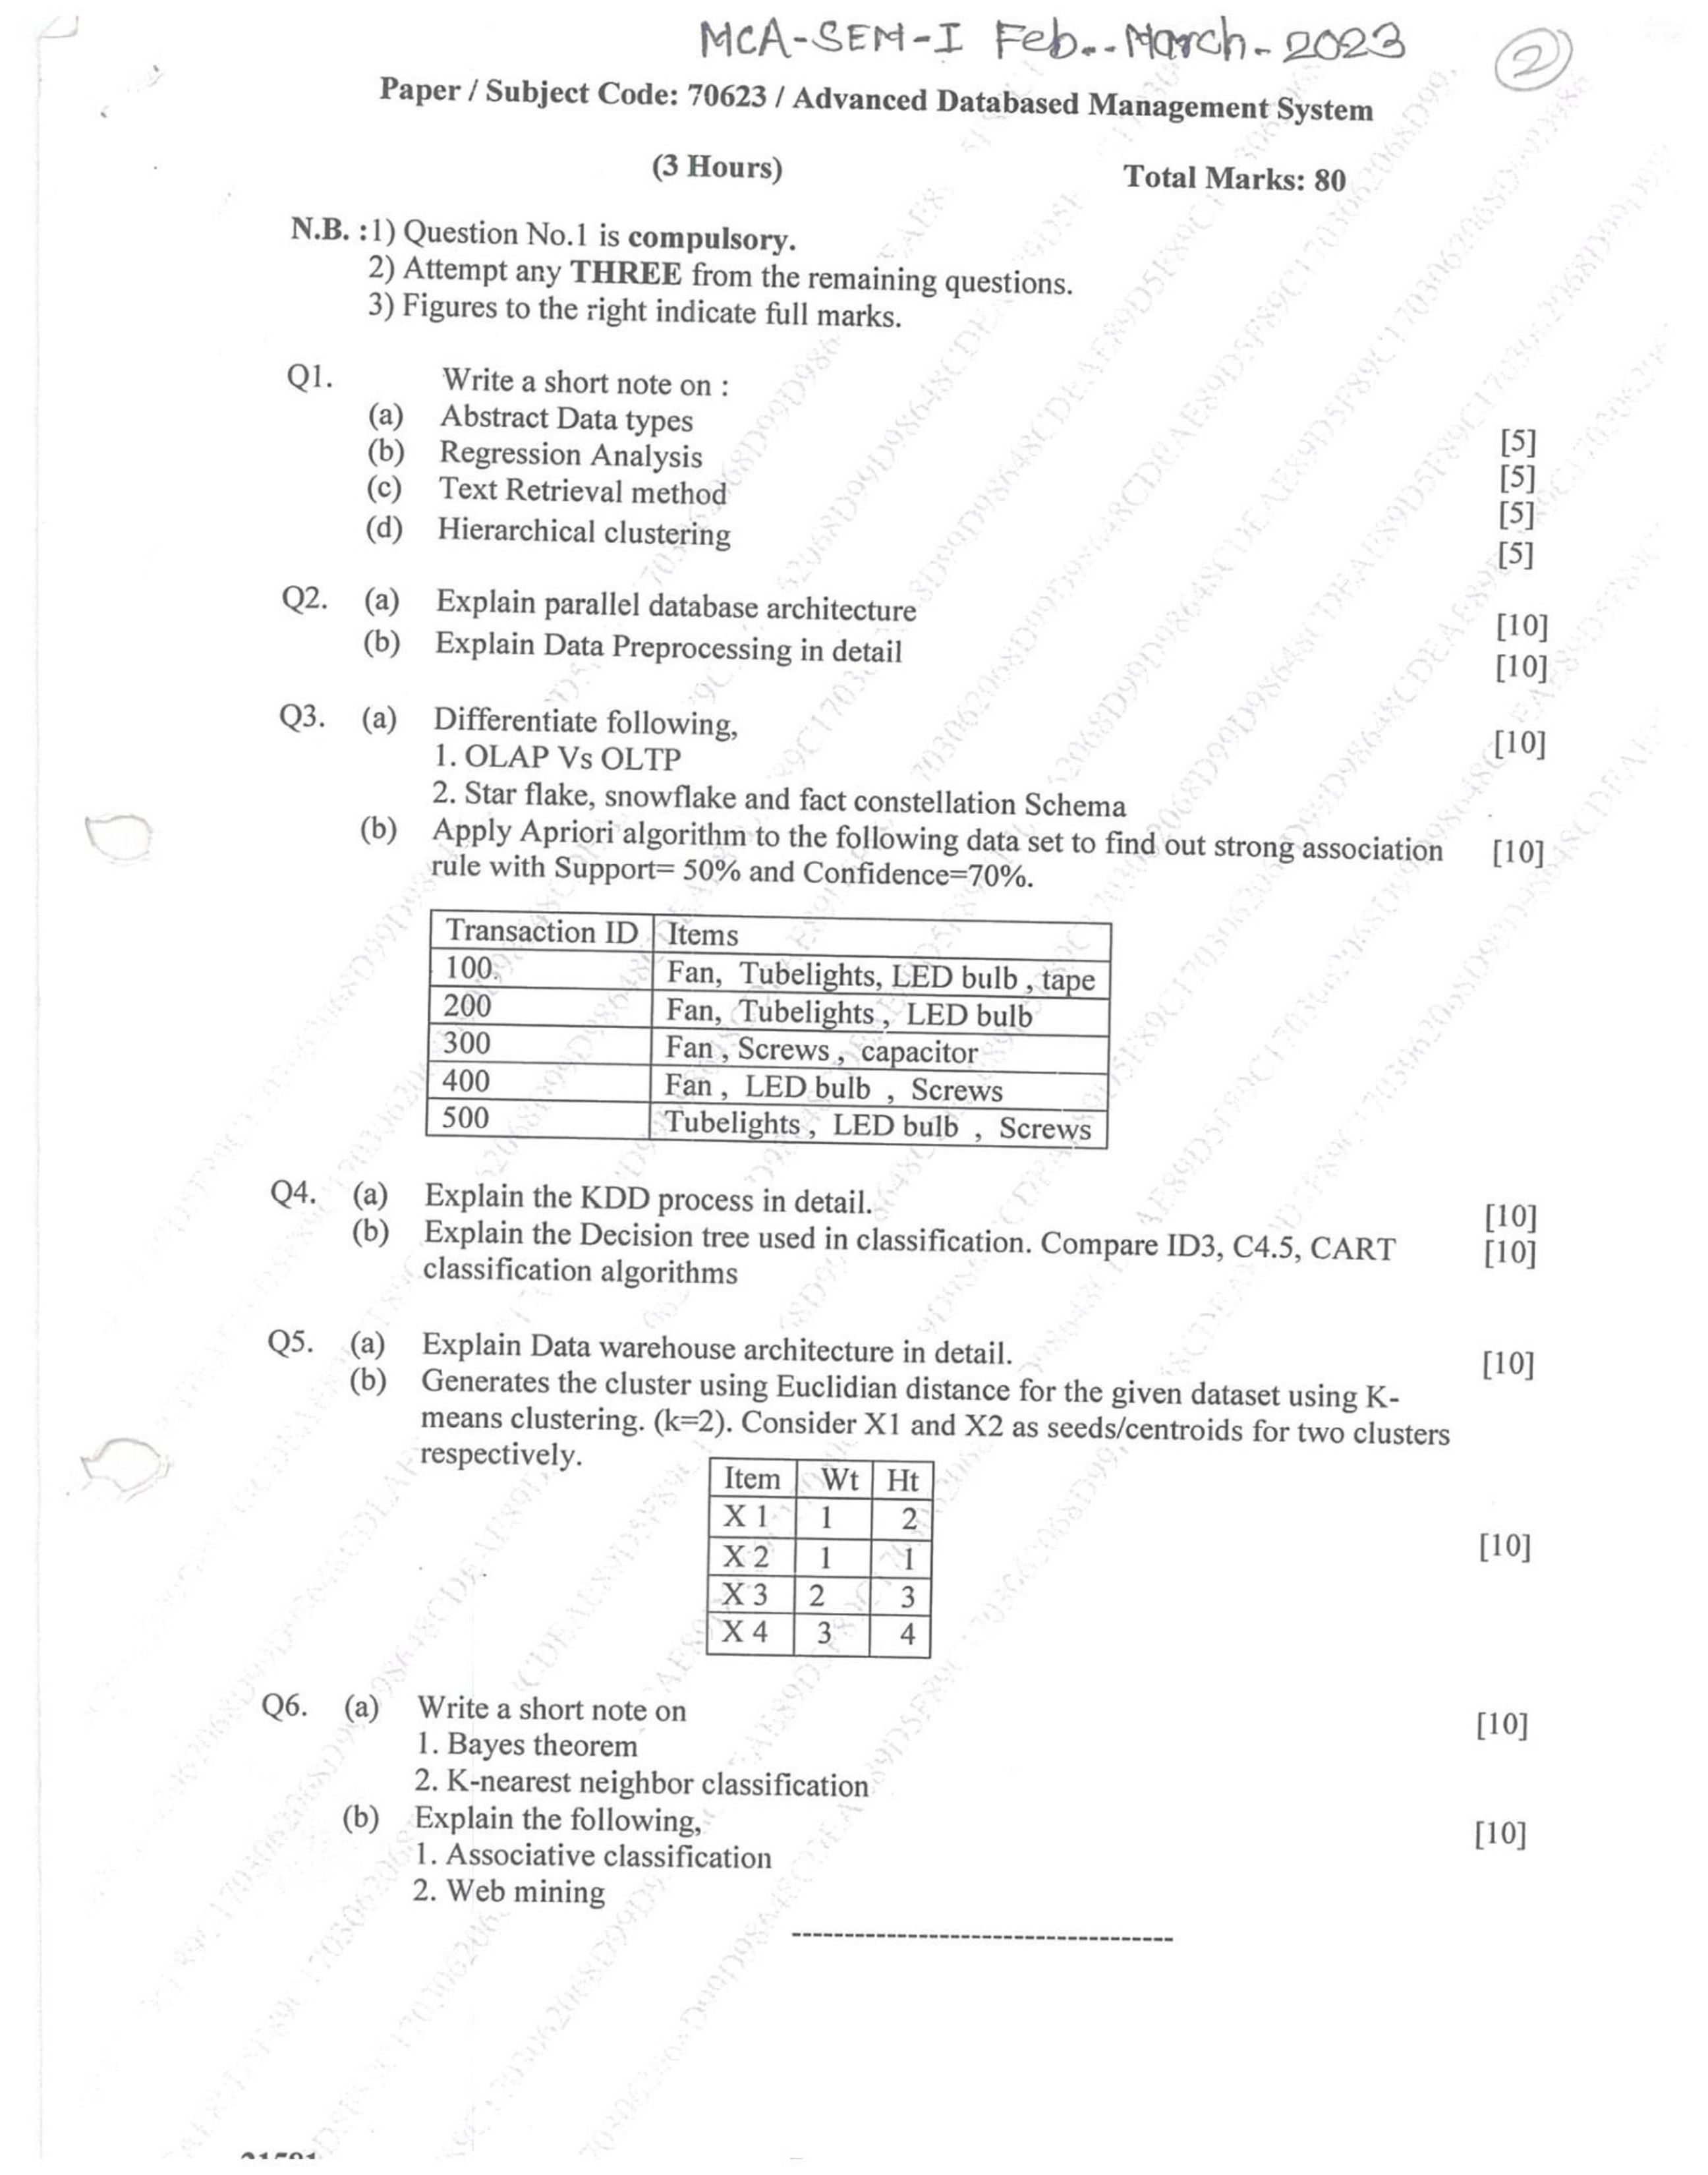 MCA-SEM-I Feb.-March-2023
2
Paper / Subject Code: 70623 / Advanced Databased Management System
(3 Hours) Total Marks: 80
N.B. :1) Question No.1 is compulsory.
2) Attempt any THREE from the remaining questions.
3) Figures to the right indicate full marks.
Q1. Write a short note on :
(a) Abstract Data types [5]
(b) Regression Analysis [5]
(c) Text Retrieval method [5]
(d) Hierarchical clustering [5]
Q2. (a) Explain parallel database architecture [10]
(b) Explain Data Preprocessing in detail [10]
Q3. (a) Differentiate following, [10]
1. OLAP Vs OLTP
2. Star flake, snowflake and fact constellation Schema
(b) Apply Apriori algorithm to the following data set to find out strong association [10]
rule with Support= 50% and Confidence=70%.
Transaction ID Items
100 Fan, Tubelights, LED bulb , tape
200 Fan, Tubelights , LED bulb
300 Fan , Screws , capacitor
400 Fan , LED bulb , Screws
500 Tubelights , LED bulb , Screws
Q4. (a) Explain the KDD process in detail. [10]
(b) Explain the Decision tree used in classification. Compare ID3, C4.5, CART [10]
classification algorithms
Q5. (a) Explain Data warehouse architecture in detail. [10]
(b) Generates the cluster using Euclidian distance for the given dataset using K-
means clustering. (k=2). Consider X1 and X2 as seeds/centroids for two clusters
respectively.
Item Wt Ht
X 1 1 2
X 2 1 1 [10]
X 3 2 3
X 4 3 4
Q6. (a) Write a short note on [10]
1. Bayes theorem
2. K-nearest neighbor classification
(b) Explain the following, [10]
1. Associative classification
2. Web mining